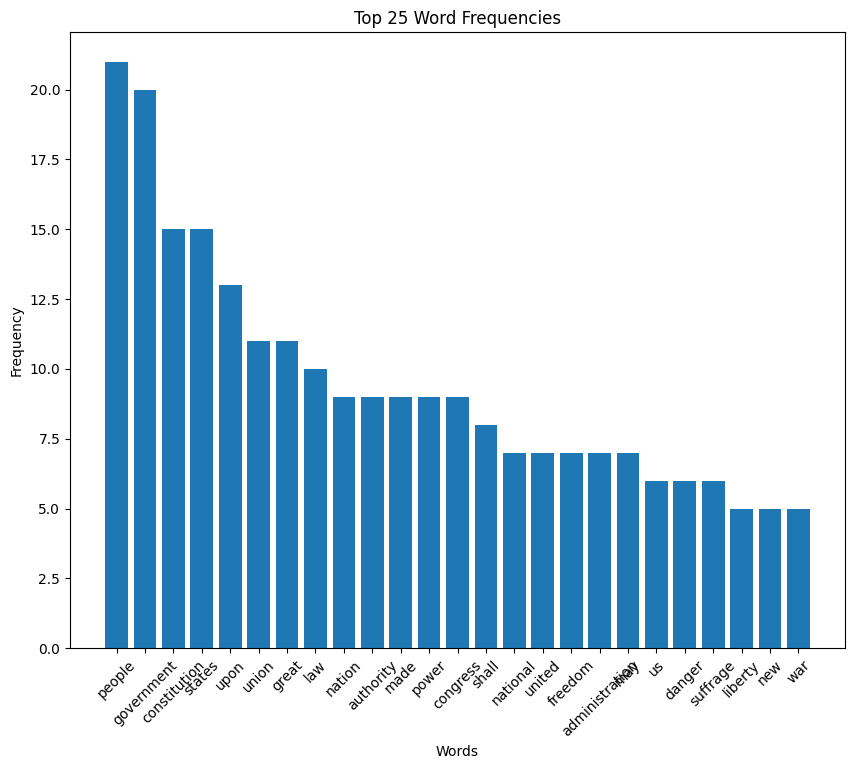 Top 25 Word Frequencies
Frequency
20.0
17.5
15.0
12.5
10.0
7.5
5.0
2.5
0.0
people
government
constitution
states
upon
union
great
law
nation
authority
made
power
congress
shall
national
united
freedom
administration
may
us
danger
suffrage
liberty
new
war
Words